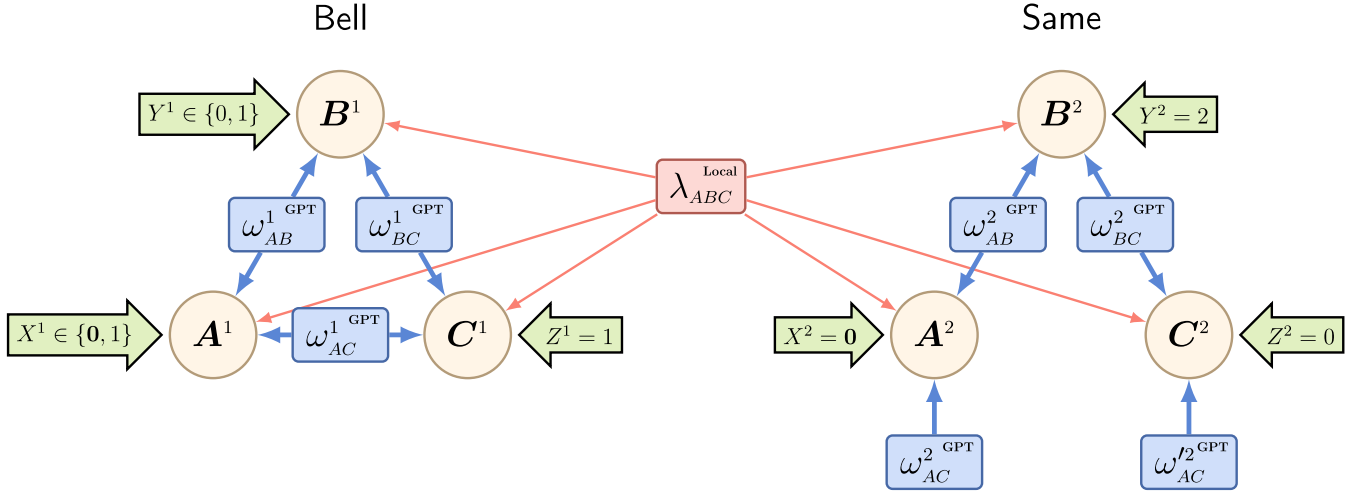 Bell
Same
Y¹ ∈ {0, 1}
B¹
B²
Y² = 2
λ_ABC Local
ω¹_AB GPT
ω¹_BC GPT
ω²_AB GPT
ω²_BC GPT
X¹ ∈ {0, 1}
A¹
ω¹_AC GPT
C¹
Z¹ = 1
X² = 0
A²
C²
Z² = 0
ω²_AC GPT
ω′²_AC GPT